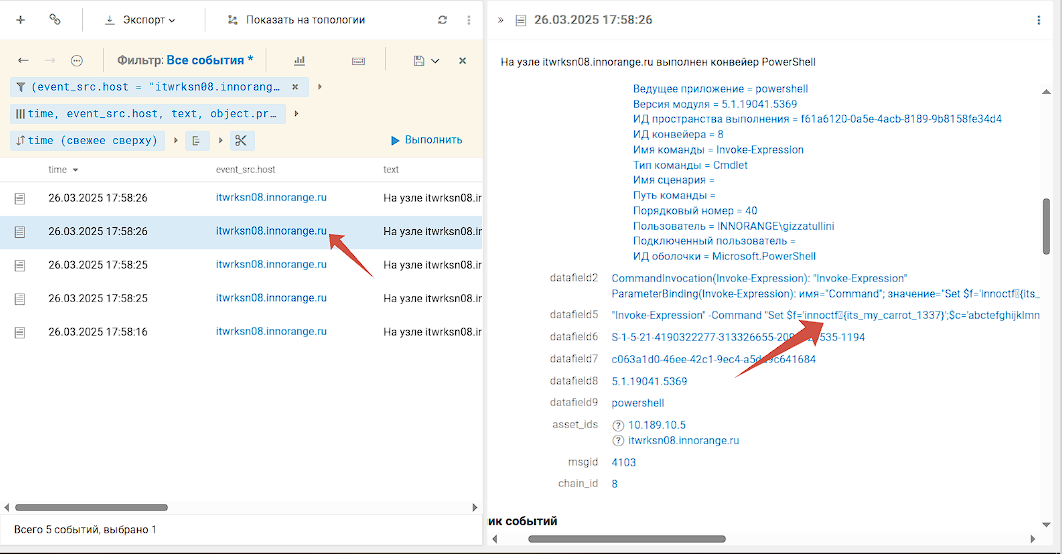 Экспорт
Показать на топологии
Фильтр: Все события *
(event_src.host = "itwrksn08.innorang…
time, event_src.host, text, object.pr…
time (свежее сверху)
Выполнить
time event_src.host text
26.03.2025 17:58:26 itwrksn08.innorange.ru На узле itwrksn08.i
26.03.2025 17:58:26 itwrksn08.innorange.ru На узле itwrksn08.i
26.03.2025 17:58:25 itwrksn08.innorange.ru На узле itwrksn08.i
26.03.2025 17:58:25 itwrksn08.innorange.ru На узле itwrksn08.i
26.03.2025 17:58:16 itwrksn08.innorange.ru На узле itwrksn08.i
Всего 5 событий, выбрано 1
» 26.03.2025 17:58:26
На узле itwrksn08.innorange.ru выполнен конвейер PowerShell
Ведущее приложение = powershell
Версия модуля = 5.1.19041.5369
ИД пространства выполнения = f61a6120-0a5e-4acb-8189-9b8158fe34d4
ИД конвейера = 8
Имя команды = Invoke-Expression
Тип команды = Cmdlet
Имя сценария =
Путь команды =
Порядковый номер = 40
Пользователь = INNORANGE\gizzatullini
Подключенный пользователь =
ИД оболочки = Microsoft.PowerShell
datafield2 CommandInvocation(Invoke-Expression): "Invoke-Expression"
ParameterBinding(Invoke-Expression): имя="Command"; значение="Set $f='innoctf{its_
datafield5 "Invoke-Expression" -Command "Set $f='innoctf{its_my_carrot_1337}';$c='abctefghijklmn
datafield6 S-1-5-21-4190322277-313326655-20 535-1194
datafield7 c063a1d0-46ee-42c1-9ec4-a5d 9c641684
datafield8 5.1.19041.5369
datafield9 powershell
asset_ids 10.189.10.5
itwrksn08.innorange.ru
msgid 4103
chain_id 8
ик событий